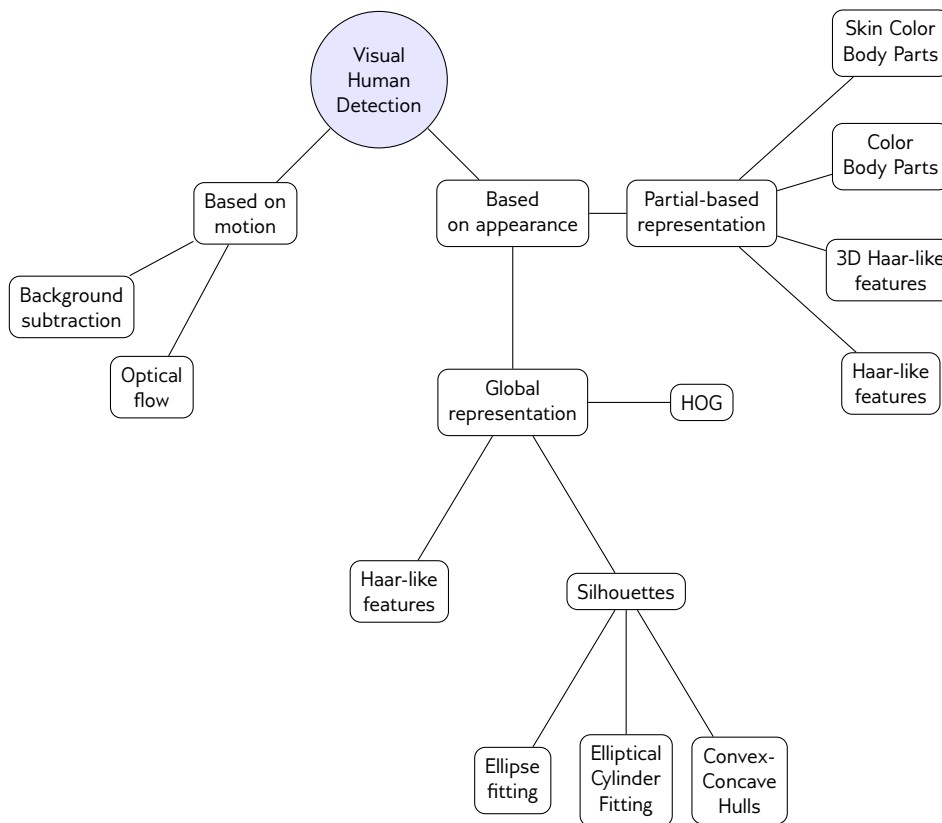 Visual
Human
Detection
Skin Color
Body Parts
Color
Body Parts
Based on
motion
Based
on appearance
Partial-based
representation
3D Haar-like
features
Background
subtraction
Optical
flow
Haar-like
features
Global
representation
HOG
Haar-like
features
Silhouettes
Ellipse
fitting
Elliptical
Cylinder
Fitting
Convex-
Concave
Hulls